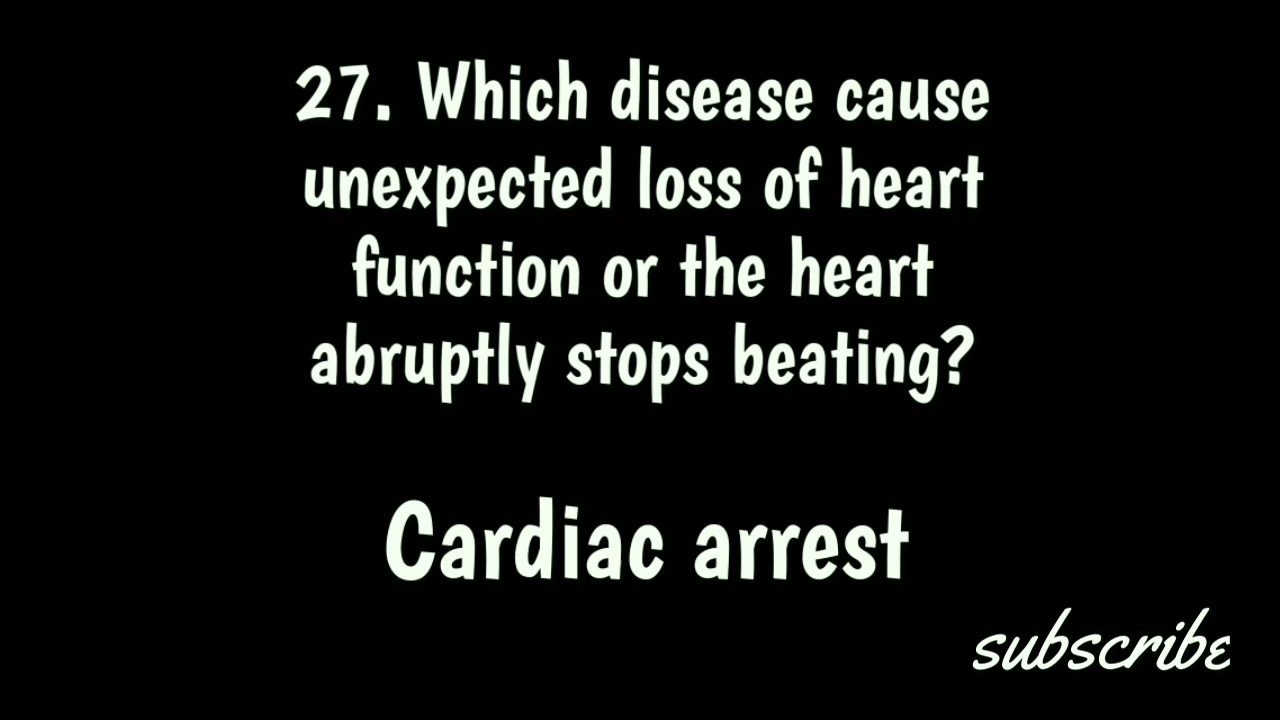 27. Which disease cause
unexpected loss of heart
function or the heart
abruptly stops beating?
Cardiac arrest
subscribe